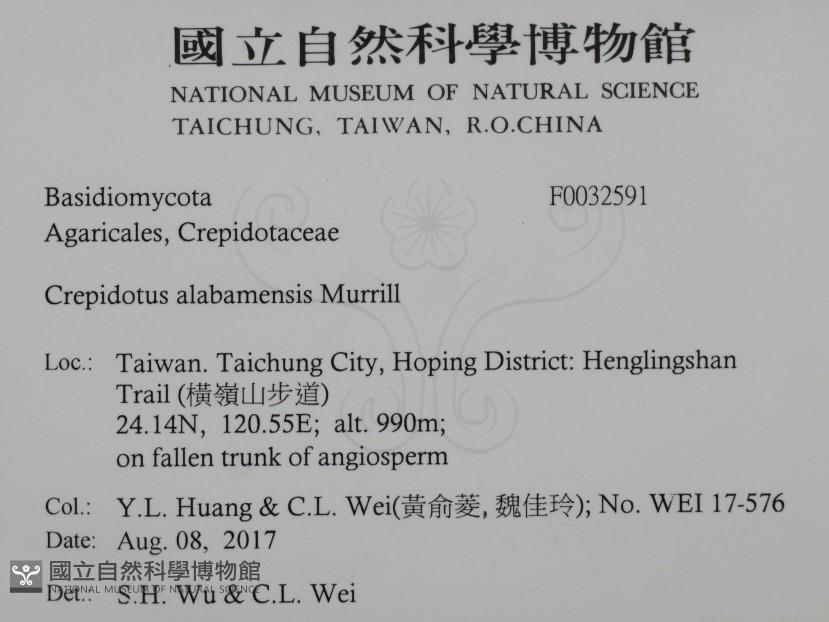 國立自然科學博物館
NATIONAL MUSEUM OF NATURAL SCIENCE
TAICHUNG, TAIWAN, R.O.CHINA
Basidiomycota F0032591
Agaricales, Crepidotaceae
Crepidotus alabamensis Murrill
Loc.: Taiwan. Taichung City, Hoping District: Henglingshan
Trail (橫嶺山步道)
24.14N, 120.55E; alt. 990m;
on fallen trunk of angiosperm
Col.: Y.L. Huang & C.L. Wei(黃俞菱, 魏佳玲); No. WEI 17-576
Date: Aug. 08, 2017
國立自然科學博物館
NATIONAL MUSEUM OF NATURAL SCIENCE
Det.: S.H. Wu & C.L. Wei